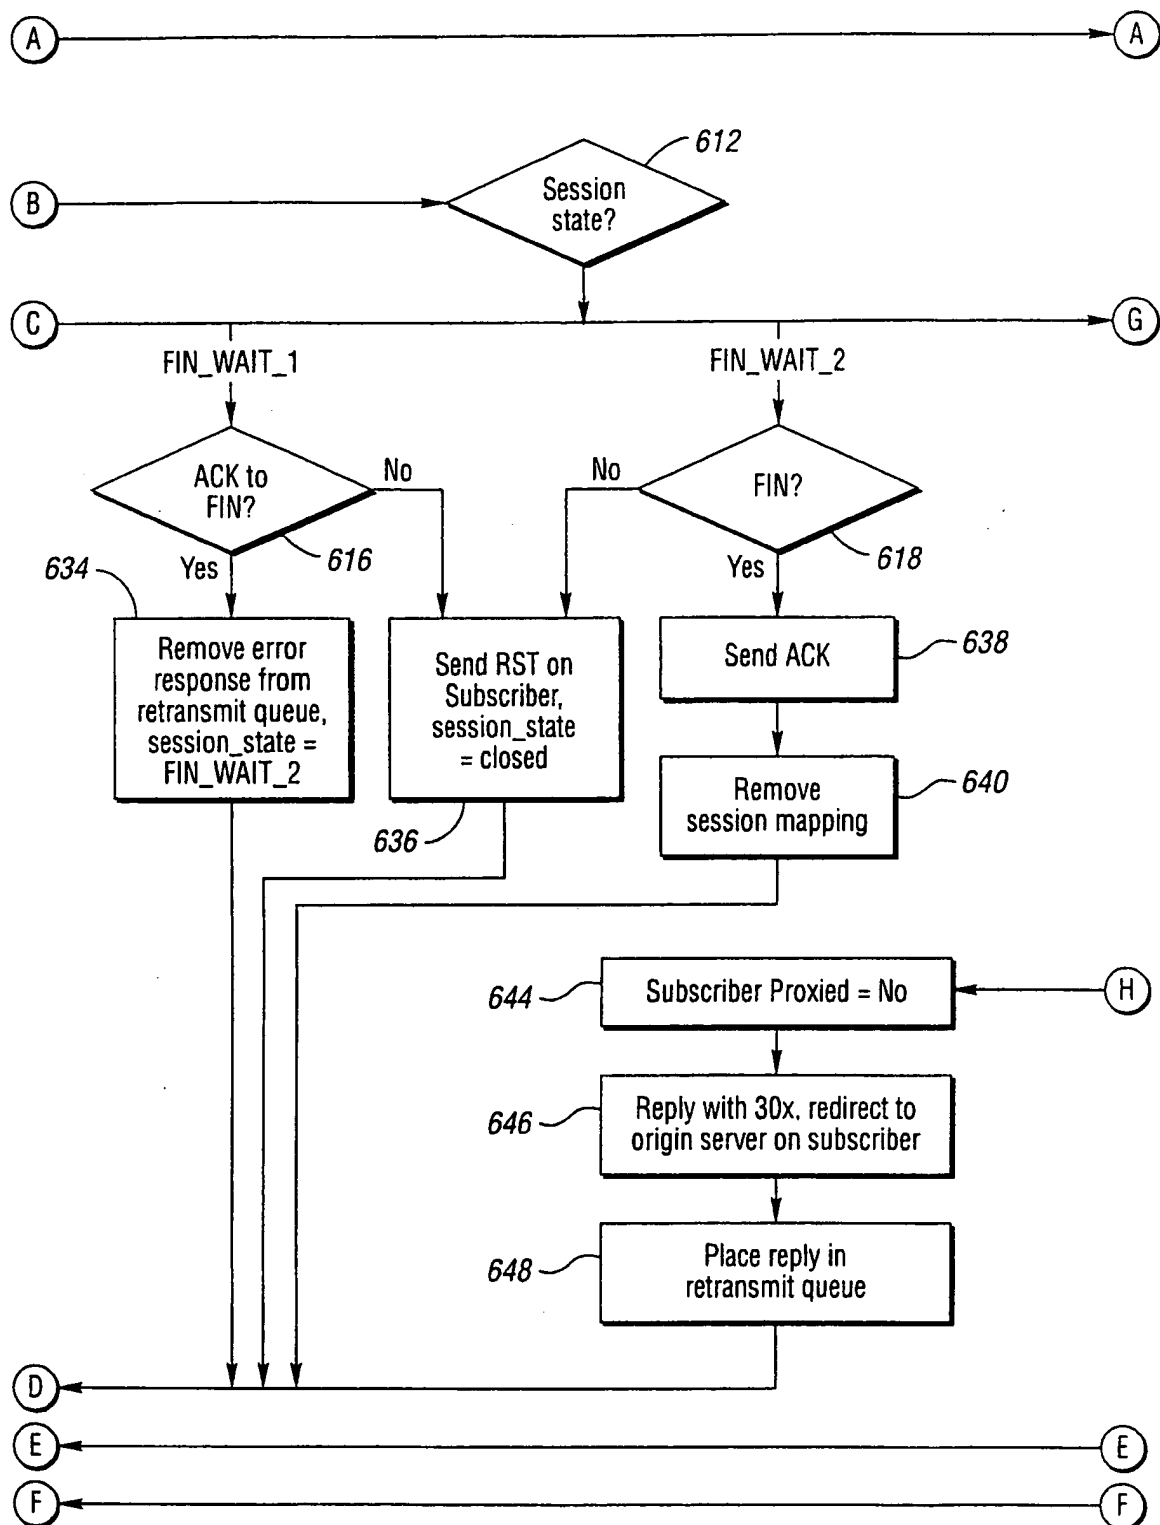 A
A
612
Session
state?
B
C
G
FIN_WAIT_1
FIN_WAIT_2
ACK to
FIN?
No
No
FIN?
616
618
Yes
Yes
634
Remove error
response from
retransmit queue,
session_state =
FIN_WAIT_2
Send RST on
Subscriber,
session_state
= closed
636
Send ACK
638
Remove
session mapping
640
644
Subscriber Proxied = No
H
646
Reply with 30x, redirect to
origin server on subscriber
648
Place reply in
retransmit queue
D
E
E
F
F